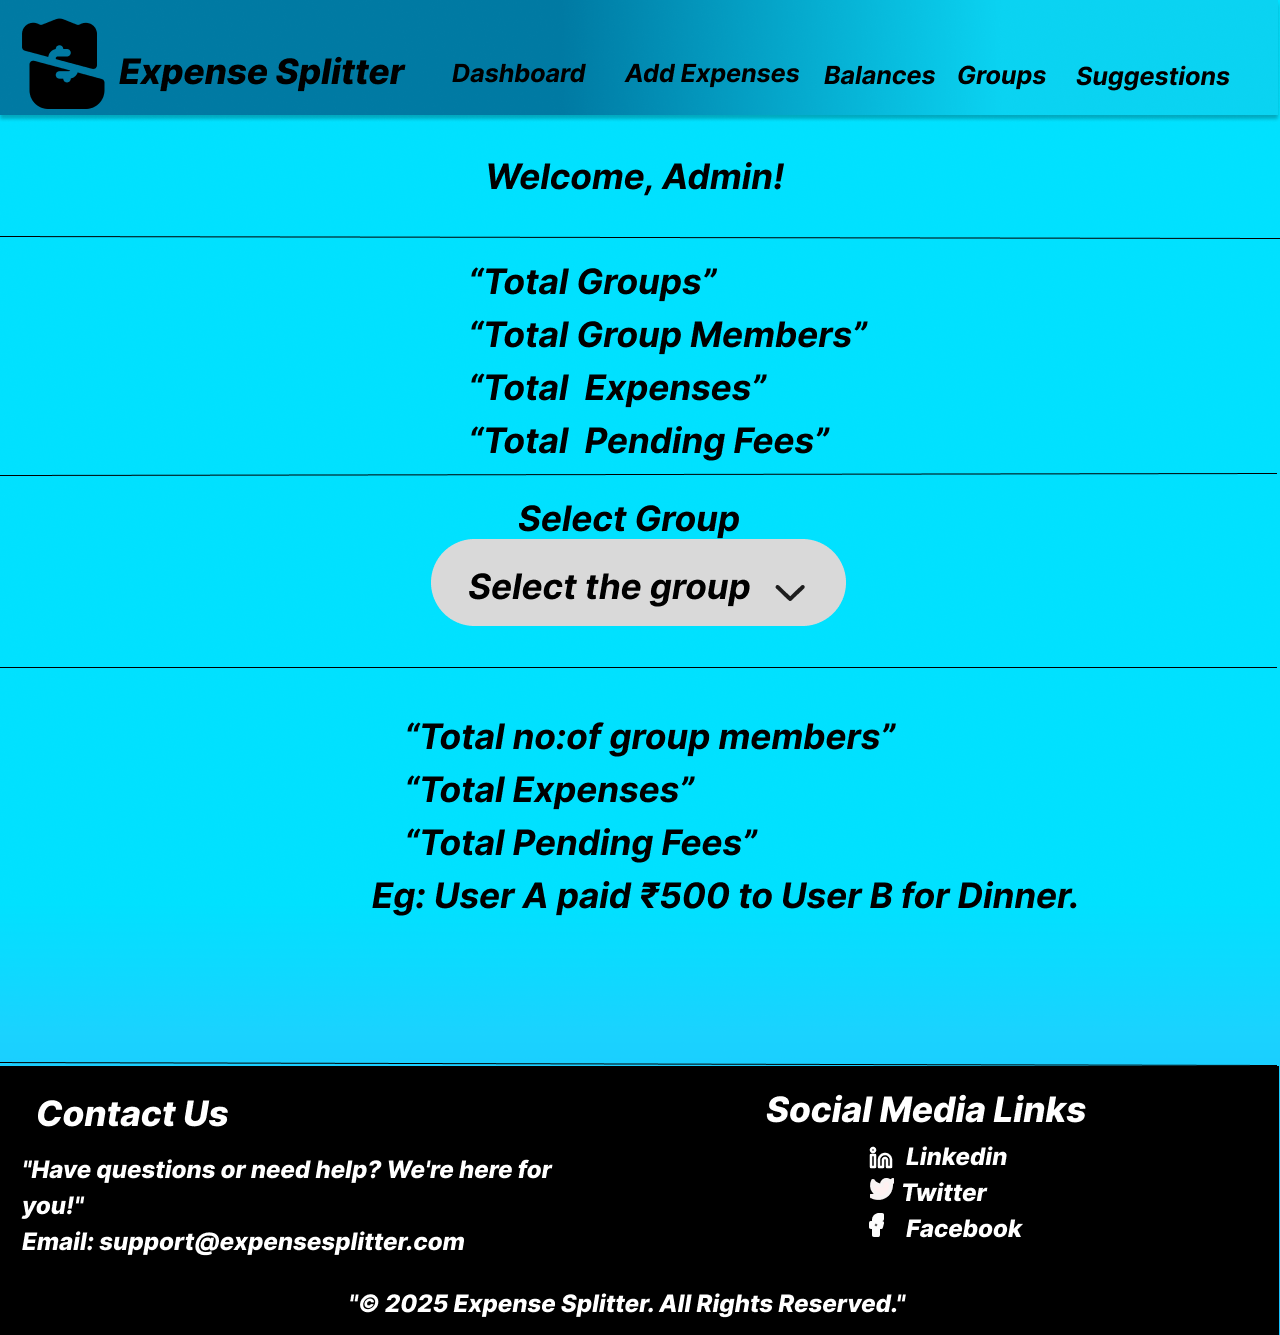 Expense Splitter
Dashboard
Add Expenses
Balances
Groups
Suggestions
Welcome, Admin!
“Total Groups”
“Total Group Members”
“Total  Expenses”
“Total  Pending Fees”
Select Group
Select the group
“Total no:of group members”
“Total Expenses”
“Total Pending Fees”
Eg: User A paid ₹500 to User B for Dinner.
Contact Us
"Have questions or need help? We're here for
you!"
Email: support@expensesplitter.com
Social Media Links
Linkedin
Twitter
Facebook
"© 2025 Expense Splitter. All Rights Reserved."